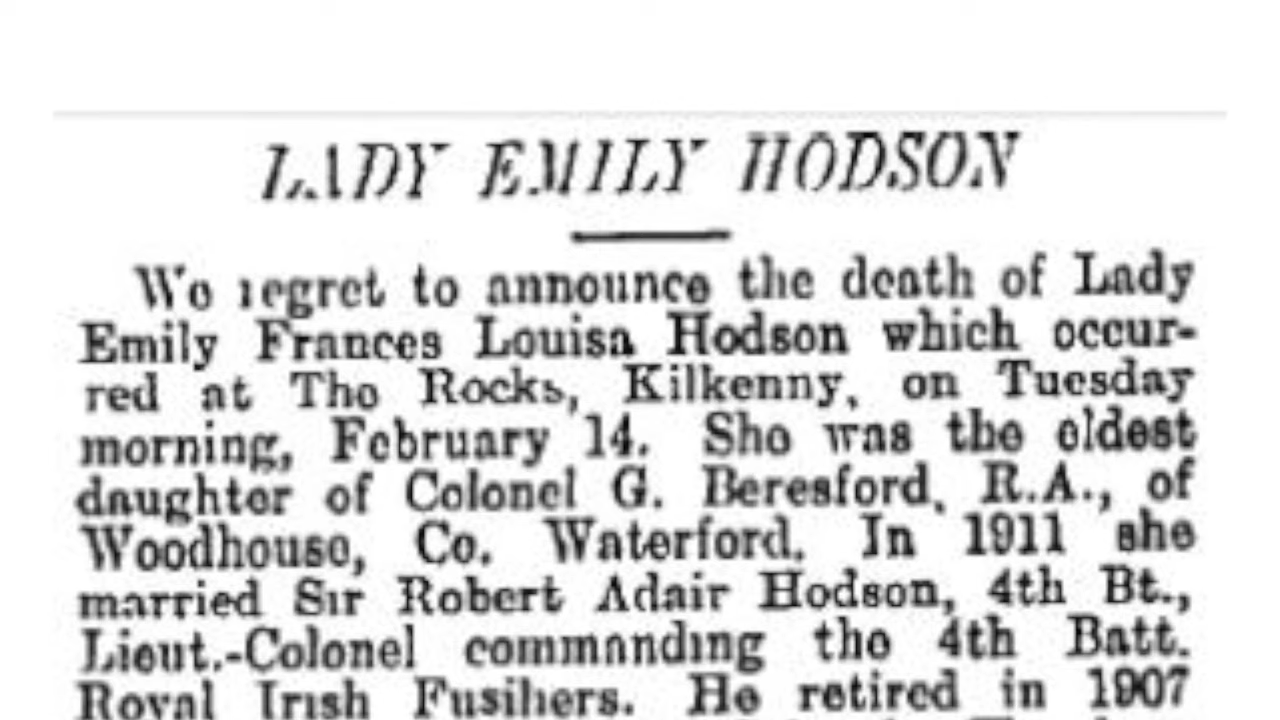 LADY EMILY HODSON
We regret to announce the death of Lady
Emily Frances Louisa Hodson which occur-
red at The Rocks, Kilkenny, on Tuesday
morning, February 14. She was the eldest
daughter of Colonel G. Beresford, R.A., of
Woodhouse, Co. Waterford. In 1911 she
married Sir Robert Adair Hodson, 4th Bt.,
Lieut.-Colonel commanding the 4th Batt.
Royal Irish Fusiliers. He retired in 1907